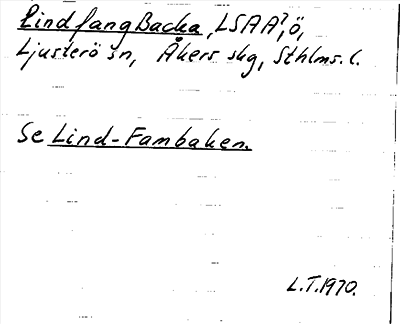 Lindfangbacka, LSAA?, ö,
Ljusterö sn, Åkers skg, Sthlms. l.
Se Lind-Fambaken.
L.T.1970.